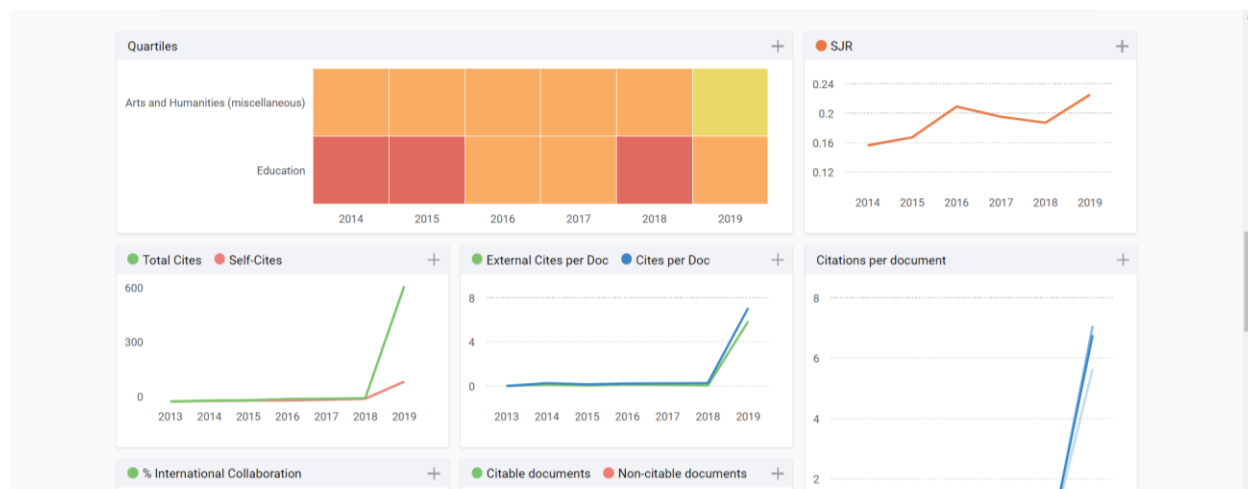 Quartiles
Arts and Humanities (miscellaneous)
Education
2014 2015 2016 2017 2018 2019
SJR
0.24
0.2
0.16
0.12
2014 2015 2016 2017 2018 2019
Total Cites Self-Cites
600
300
0
2013 2014 2015 2016 2017 2018 2019
External Cites per Doc Cites per Doc
8
4
0
2013 2014 2015 2016 2017 2018 2019
Citations per document
8
6
4
2
% International Collaboration
Citable documents Non-citable documents